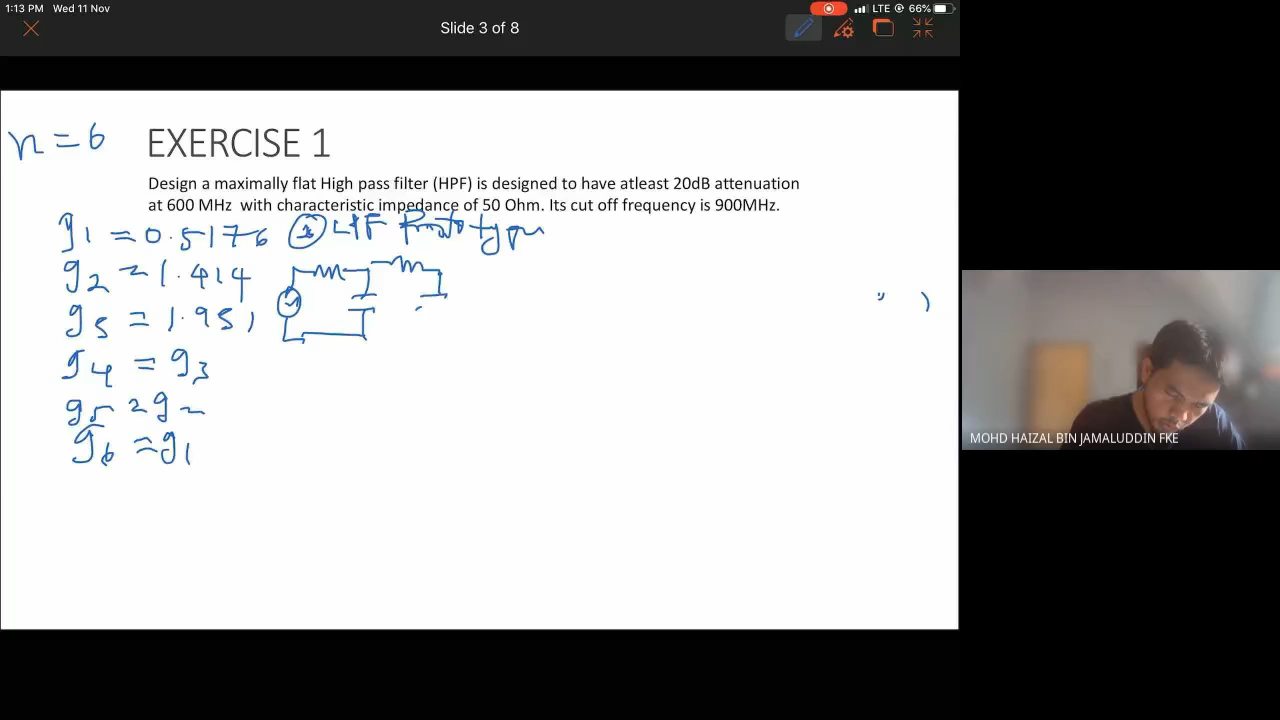 1:13 PM Wed 11 Nov
LTE 66%
Slide 3 of 8
n = 6
EXERCISE 1
Design a maximally flat High pass filter (HPF) is designed to have atleast 20dB attenuation
at 600 MHz with characteristic impedance of 50 Ohm. Its cut off frequency is 900MHz.
g1 = 0.5176
LPF Prototype
g2 = 1.414
g3 = 1.951
g4 = g3
g5 = g2
g6 = g1
MOHD HAIZAL BIN JAMALUDDIN FKE